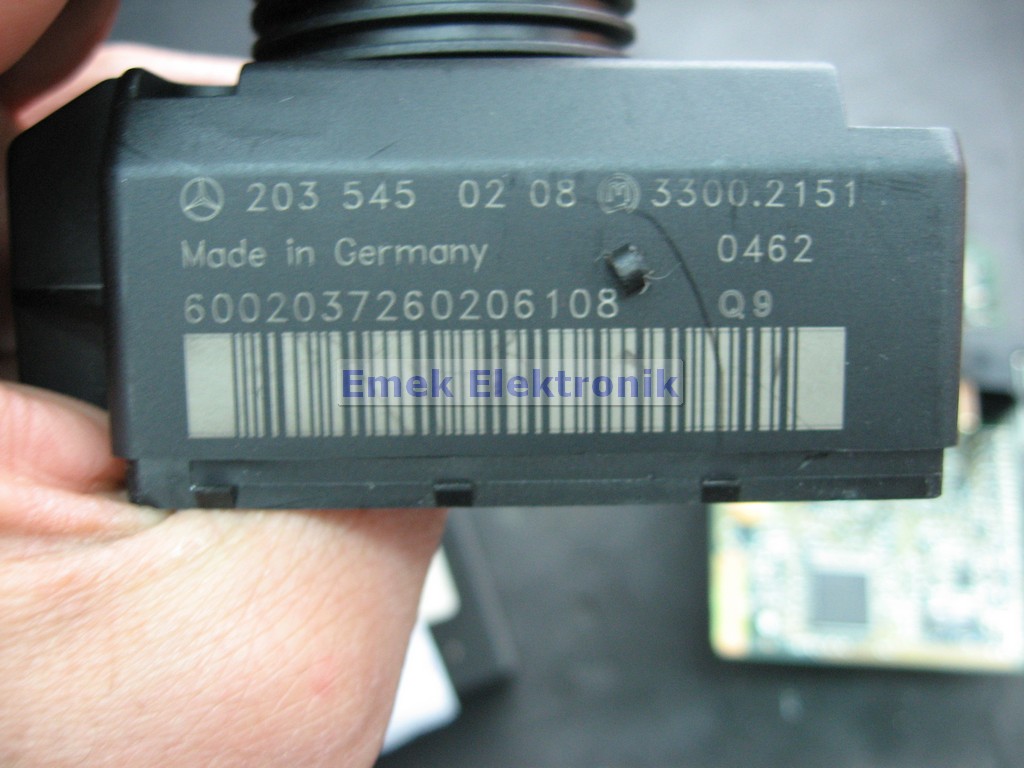 203 545 02 08 M 3300.2151
Made in Germany 0462
6002037260206108 Q9
Emek Elektronik